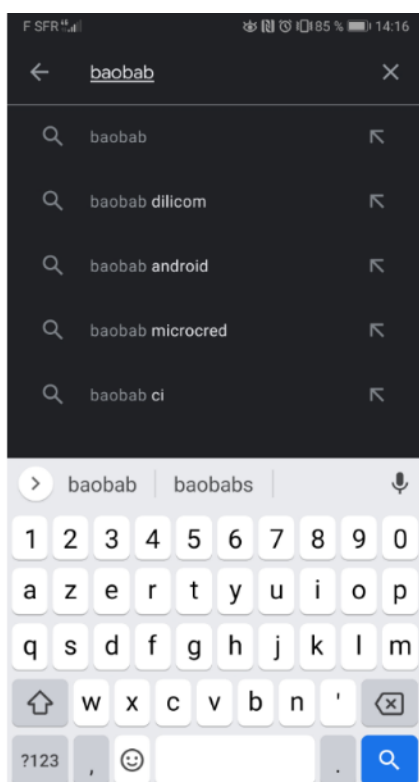 F SFR 85 % 14:16
baobab
baobab
baobab dilicom
baobab android
baobab microcred
baobab ci
baobab baobabs
1 2 3 4 5 6 7 8 9 0
a z e r t y u i o p
q s d f g h j k l m
w x c v b n '
?123 , .